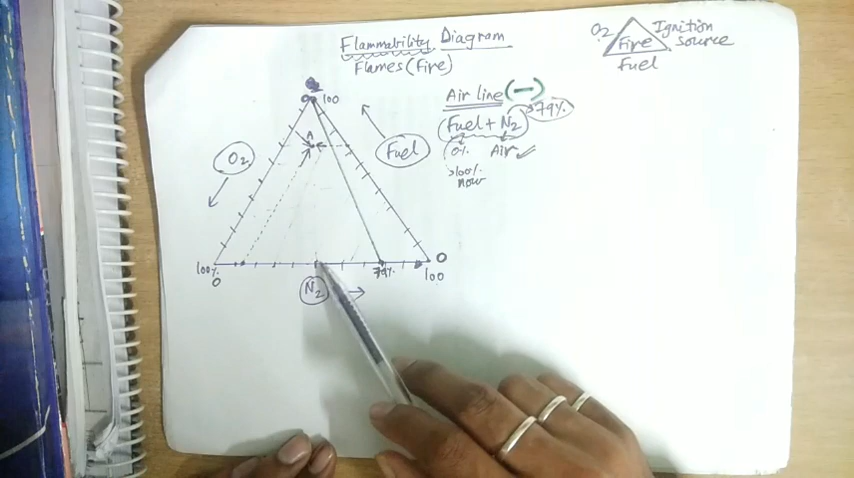 Flammability Diagram
Flames (Fire)
O2
Ignition
Source
Fire
Fuel
Air line (-)
(Fuel + N2) → 79%
0%
Air ✓
>100%
now
0
100
A
O2
Fuel
100%
0
79%
0
100
N2